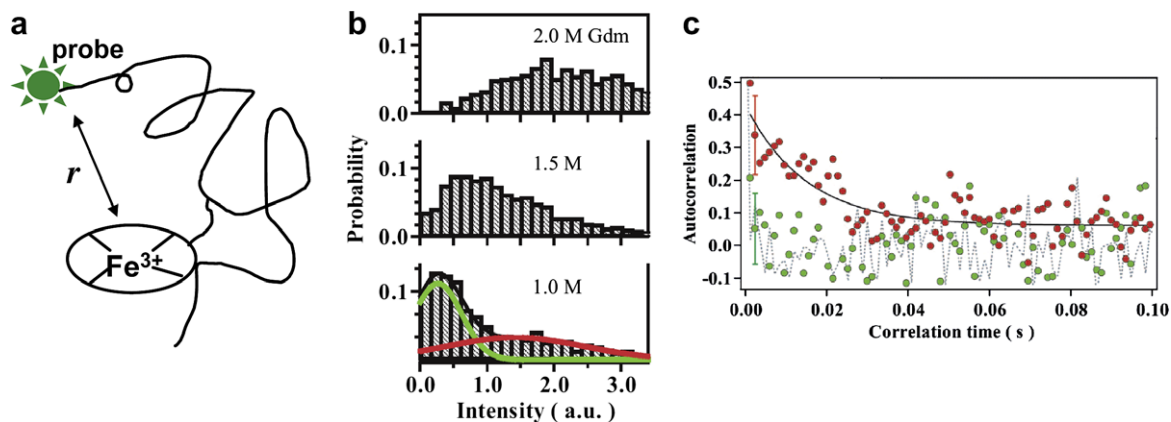 a
probe
r
Fe3+
b
2.0 M Gdm
0.1
0.0
1.5 M
0.1
0.0
1.0 M
0.1
Probability
0.0 1.0 2.0 3.0
Intensity ( a.u. )
c
0.5
0.4
0.3
0.2
0.1
0.0
-0.1
Autocorrelation
0.00 0.02 0.04 0.06 0.08 0.10
Correlation time ( s )